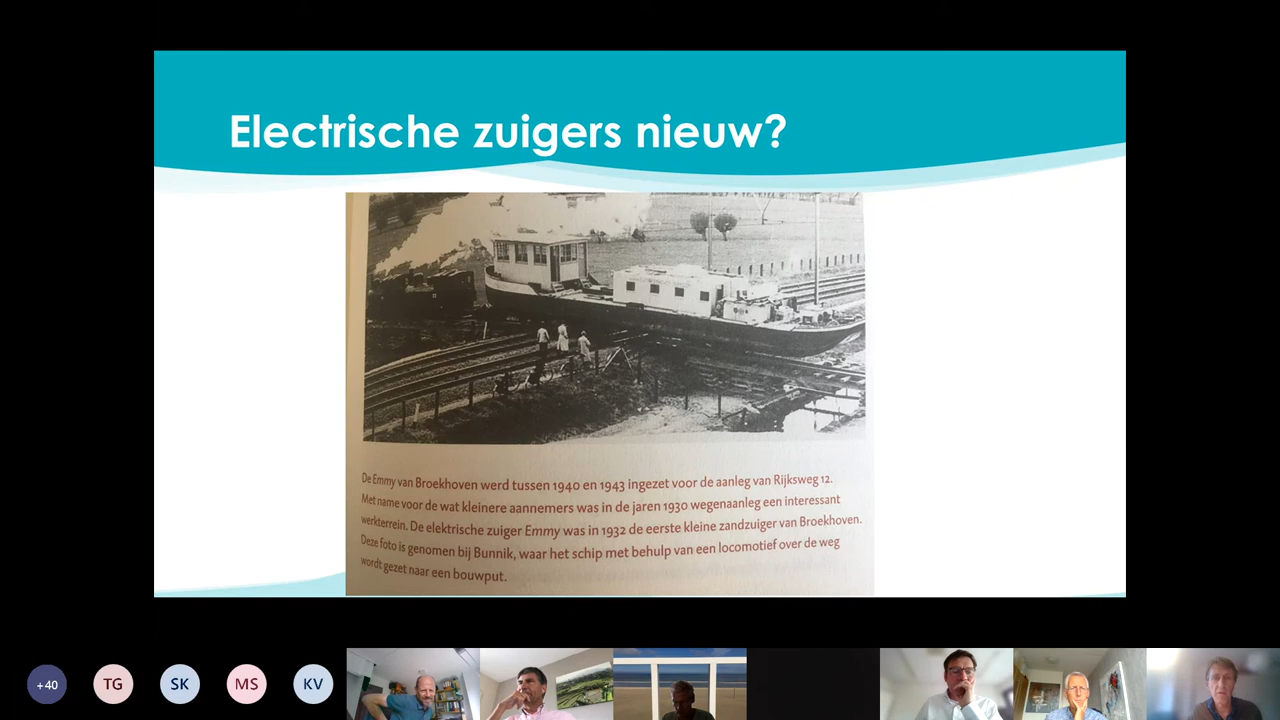 Electrische zuigers nieuw?
De Emmy van Broekhoven werd tussen 1940 en 1943 ingezet voor de aanleg van Rijksweg 12.
Met name voor de wat kleinere aannemers was in de jaren 1930 wegenaanleg een interessant
werkterrein. De elektrische zuiger Emmy was in 1932 de eerste kleine zandzuiger van Broekhoven.
Deze foto is genomen bij Bunnik, waar het schip met behulp van een locomotief over de weg
wordt gezet naar een bouwput.
+40
TG
SK
MS
KV